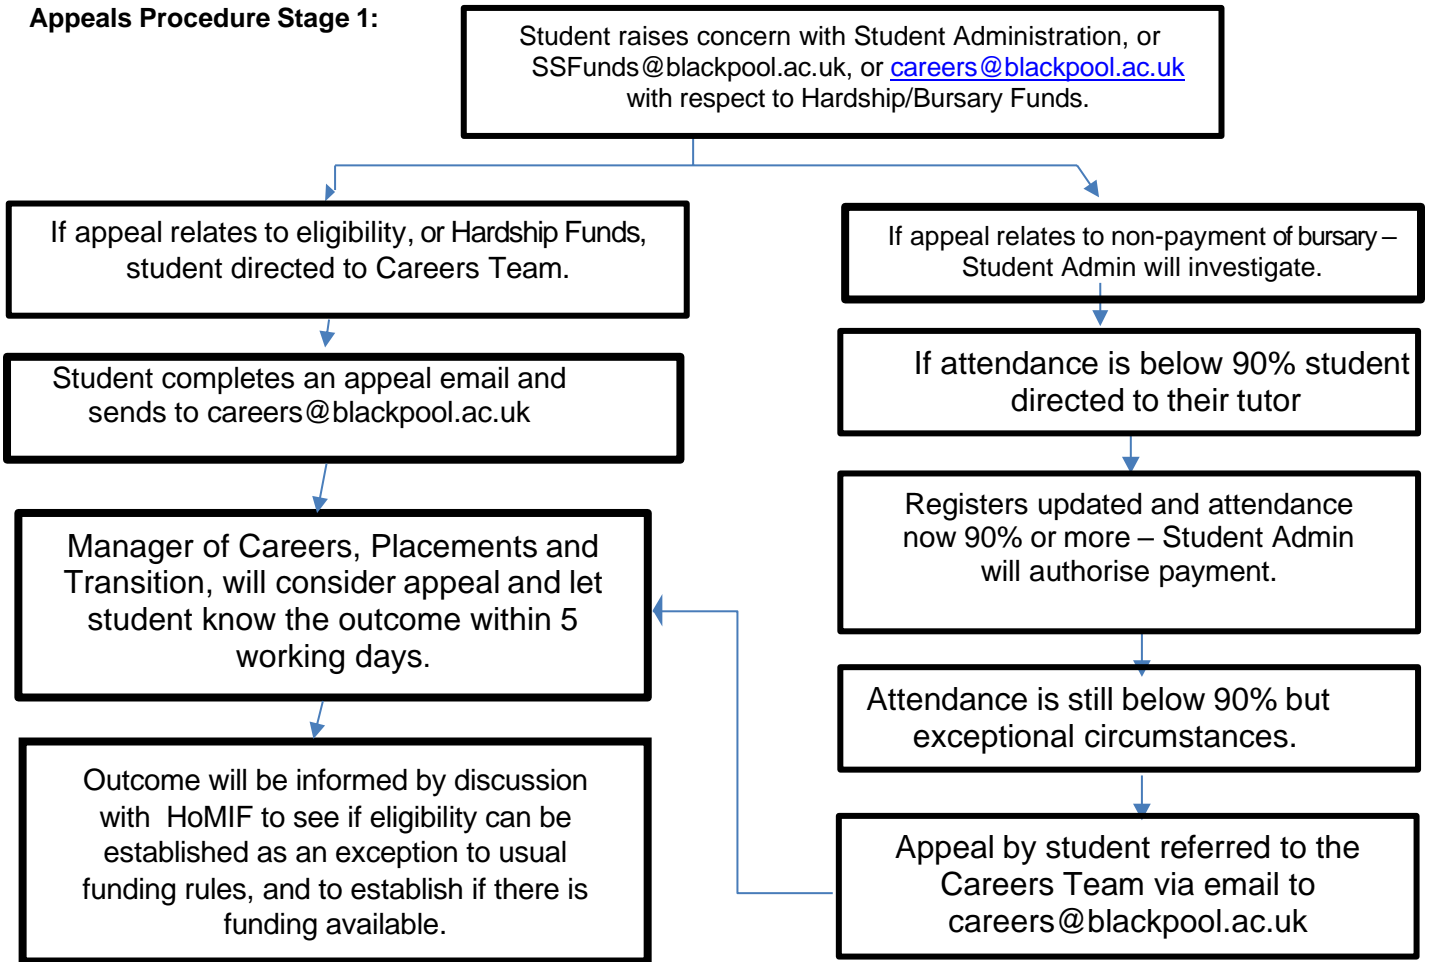 Appeals Procedure Stage 1:
Student raises concern with Student Administration, or
SSFunds@blackpool.ac.uk, or careers@blackpool.ac.uk
with respect to Hardship/Bursary Funds.
If appeal relates to eligibility, or Hardship Funds,
student directed to Careers Team.
Student completes an appeal email and
sends to careers@blackpool.ac.uk
Manager of Careers, Placements and
Transition, will consider appeal and let
student know the outcome within 5
working days.
Outcome will be informed by discussion
with HoMIF to see if eligibility can be
established as an exception to usual
funding rules, and to establish if there is
funding available.
If appeal relates to non-payment of bursary –
Student Admin will investigate.
If attendance is below 90% student
directed to their tutor
Registers updated and attendance
now 90% or more – Student Admin
will authorise payment.
Attendance is still below 90% but
exceptional circumstances.
Appeal by student referred to the
Careers Team via email to
careers@blackpool.ac.uk